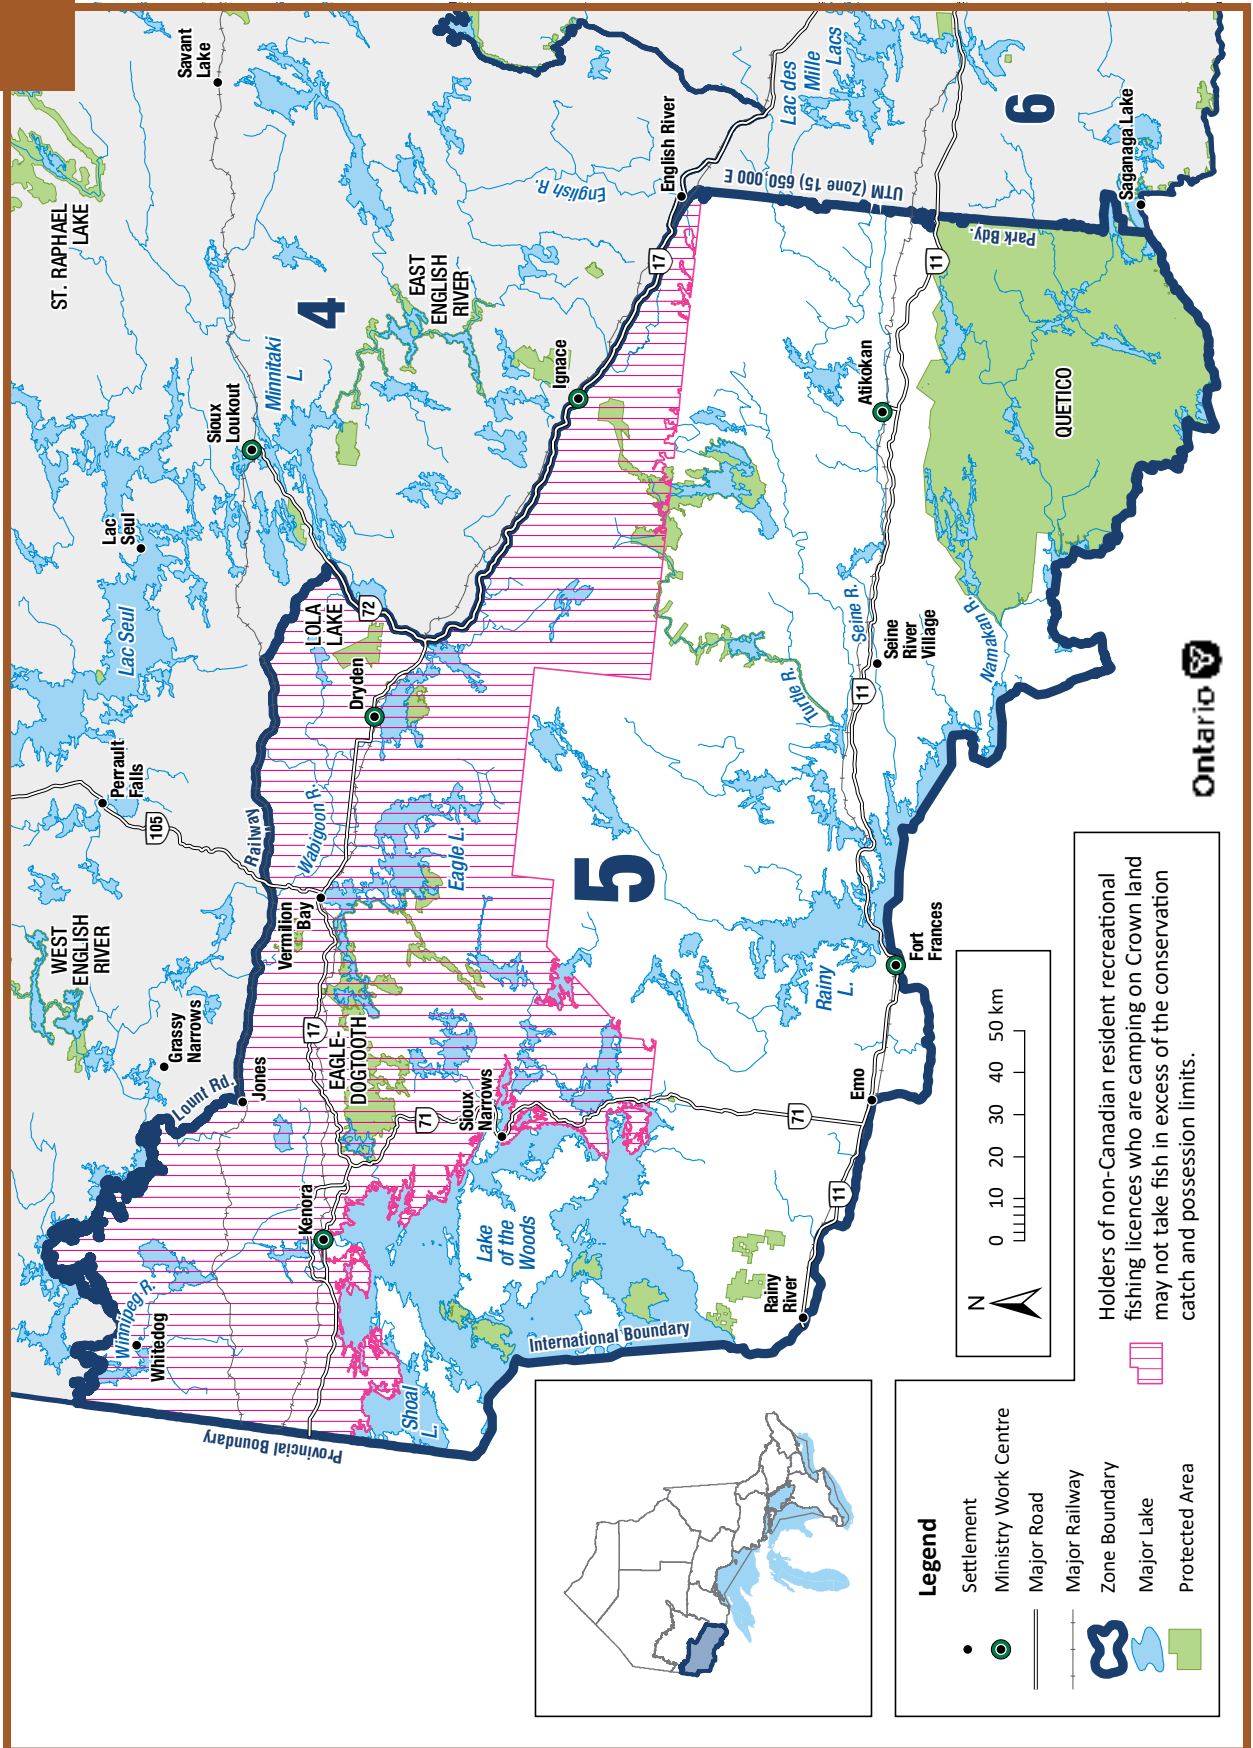 Savant
Lake
ST. RAPHAEL
LAKE
4
Lac des
Mille
Lacs
6
Saganaga Lake
English River
English R.
UTM (Zone 15) 650,000 E
Park Bdy.
17
11
EAST
ENGLISH
RIVER
Minnitaki
L.
Sioux
Lookout
Ignace
Atikokan
QUETICO
Lac
Seul
Lac Seul
LOLA
LAKE
72
Dryden
Seine R.
Seine
River
Village
Namakan R.
Turtle R.
11
Perrault
Falls
105
Railway
Wabigoon R.
Eagle L.
5
Vermilion
Bay
WEST
ENGLISH
RIVER
Grassy
Narrows
Lount Rd.
Jones
17
EAGLE-
DOGTOOTH
71
Sioux
Narrows
Rainy
L.
Fort
Frances
Emo
71
11
Kenora
Lake
of the
Woods
Rainy
River
International Boundary
Winnipeg R.
Whitedog
Shoal
L.
Provincial Boundary
Ontario
N
0 10 20 30 40 50 km
Legend
Settlement
Ministry Work Centre
Major Road
Major Railway
Zone Boundary
Major Lake
Protected Area
Holders of non-Canadian resident recreational
fishing licences who are camping on Crown land
may not take fish in excess of the conservation
catch and possession limits.